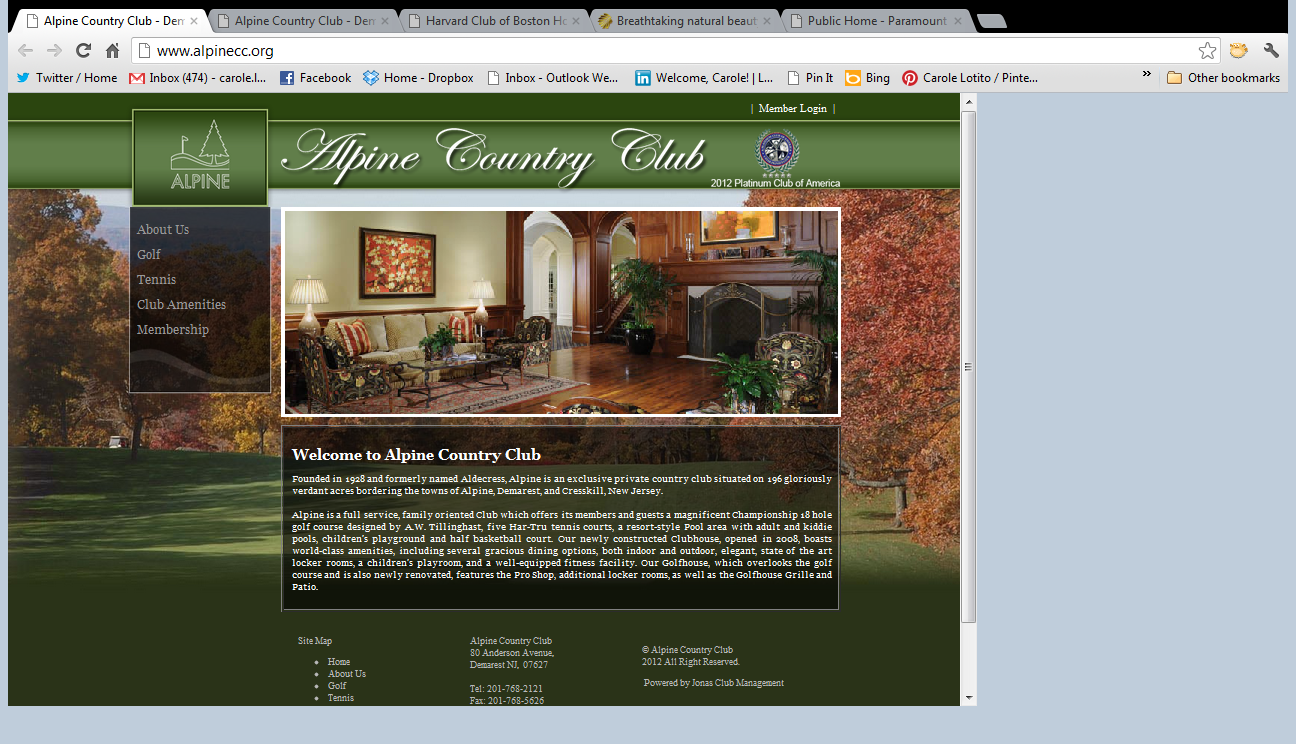 Alpine Country Club - Dem
Alpine Country Club - Dem
Harvard Club of Boston Ho
Breathtaking natural beaut
Public Home - Paramount
www.alpinecc.org
Twitter / Home
Inbox (474) - carole.l...
Facebook
Home - Dropbox
Inbox - Outlook We...
Welcome, Carole! | L...
Pin It
Bing
Carole Lotito / Pinte...
»
Other bookmarks
| Member Login |
ALPINE
Alpine Country Club
2012 Platinum Club of America
About Us
Golf
Tennis
Club Amenities
Membership
Welcome to Alpine Country Club
Founded in 1928 and formerly named Aldecress, Alpine is an exclusive private country club situated on 196 gloriously
verdant acres bordering the towns of Alpine, Demarest, and Cresskill, New Jersey.
Alpine is a full service, family oriented Club which offers its members and guests a magnificent Championship 18 hole
golf course designed by A.W. Tillinghast, five Har-Tru tennis courts, a resort-style Pool area with adult and kiddie
pools, children's playground and half basketball court. Our newly constructed Clubhouse, opened in 2008, boasts
world-class amenities, including several gracious dining options, both indoor and outdoor, elegant, state of the art
locker rooms, a children's playroom, and a well-equipped fitness facility. Our Golfhouse, which overlooks the golf
course and is also newly renovated, features the Pro Shop, additional locker rooms, as well as the Golfhouse Grille and
Patio.
Site Map
• Home
• About Us
• Golf
• Tennis
Alpine Country Club
80 Anderson Avenue,
Demarest NJ, 07627
Tel: 201-768-2121
Fax: 201-768-5626
© Alpine Country Club
2012 All Right Reserved.
Powered by Jonas Club Management